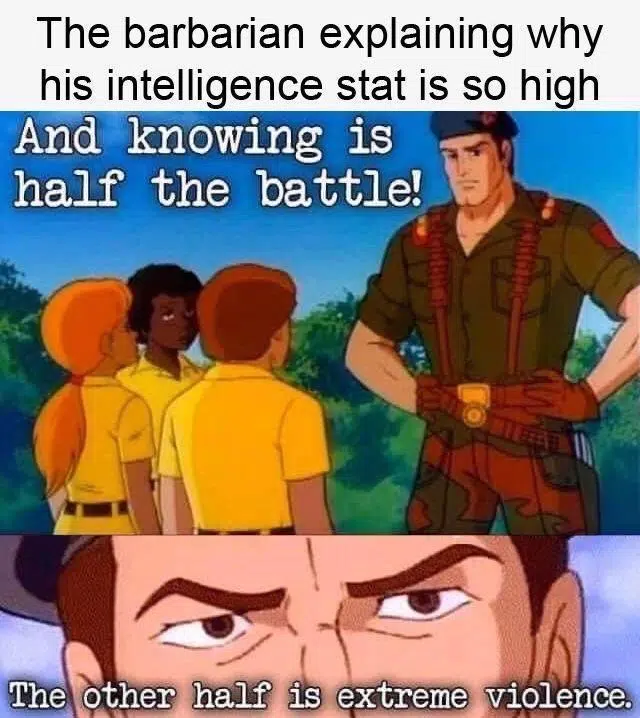 The barbarian explaining why
his intelligence stat is so high
And knowing is
half the battle!
The other half is extreme violence.